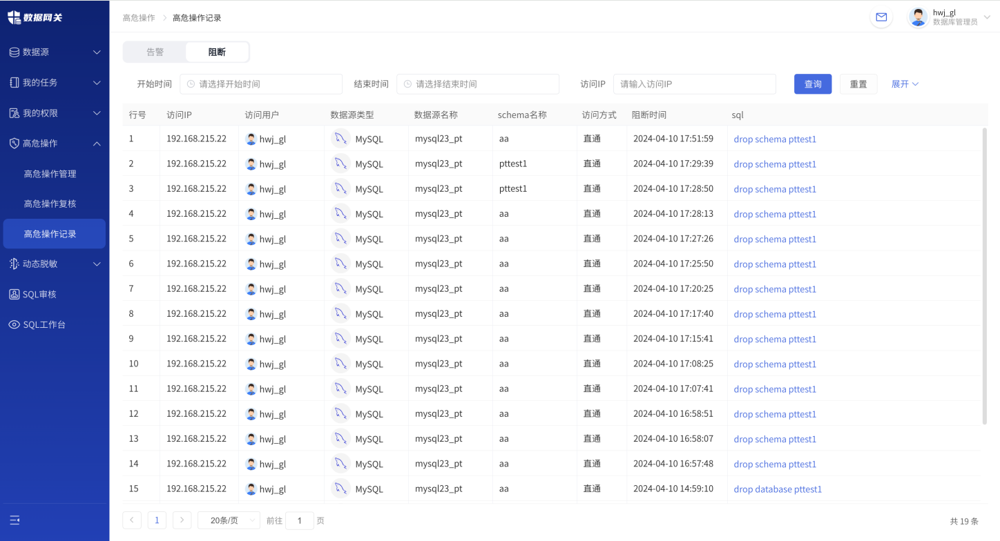 数据网关
高危操作 > 高危操作记录
hwj_gl
数据库管理员
数据源
我的任务
我的权限
高危操作
高危操作管理
高危操作复核
高危操作记录
动态脱敏
SQL审核
SQL工作台
告警 阻断
开始时间 请选择开始时间 结束时间 请选择结束时间 访问IP 请输入访问IP 查询 重置 展开
行号 访问IP 访问用户 数据源类型 数据源名称 schema名称 访问方式 阻断时间 sql
1 192.168.215.22 hwj_gl MySQL mysql23_pt aa 直通 2024-04-10 17:51:59 drop schema pttest1
2 192.168.215.22 hwj_gl MySQL mysql23_pt pttest1 直通 2024-04-10 17:29:39 drop schema pttest1
3 192.168.215.22 hwj_gl MySQL mysql23_pt pttest1 直通 2024-04-10 17:28:50 drop schema pttest1
4 192.168.215.22 hwj_gl MySQL mysql23_pt aa 直通 2024-04-10 17:28:13 drop schema pttest1
5 192.168.215.22 hwj_gl MySQL mysql23_pt aa 直通 2024-04-10 17:27:26 drop schema pttest1
6 192.168.215.22 hwj_gl MySQL mysql23_pt aa 直通 2024-04-10 17:25:50 drop schema pttest1
7 192.168.215.22 hwj_gl MySQL mysql23_pt aa 直通 2024-04-10 17:20:25 drop schema pttest1
8 192.168.215.22 hwj_gl MySQL mysql23_pt aa 直通 2024-04-10 17:17:40 drop schema pttest1
9 192.168.215.22 hwj_gl MySQL mysql23_pt aa 直通 2024-04-10 17:15:41 drop schema pttest1
10 192.168.215.22 hwj_gl MySQL mysql23_pt aa 直通 2024-04-10 17:08:25 drop schema pttest1
11 192.168.215.22 hwj_gl MySQL mysql23_pt aa 直通 2024-04-10 17:07:41 drop schema pttest1
12 192.168.215.22 hwj_gl MySQL mysql23_pt aa 直通 2024-04-10 16:58:51 drop schema pttest1
13 192.168.215.22 hwj_gl MySQL mysql23_pt aa 直通 2024-04-10 16:58:07 drop schema pttest1
14 192.168.215.22 hwj_gl MySQL mysql23_pt aa 直通 2024-04-10 16:57:48 drop schema pttest1
15 192.168.215.22 hwj_gl MySQL mysql23_pt aa 直通 2024-04-10 14:59:10 drop database pttest1
1 20条/页 前往 1 页 共 19 条